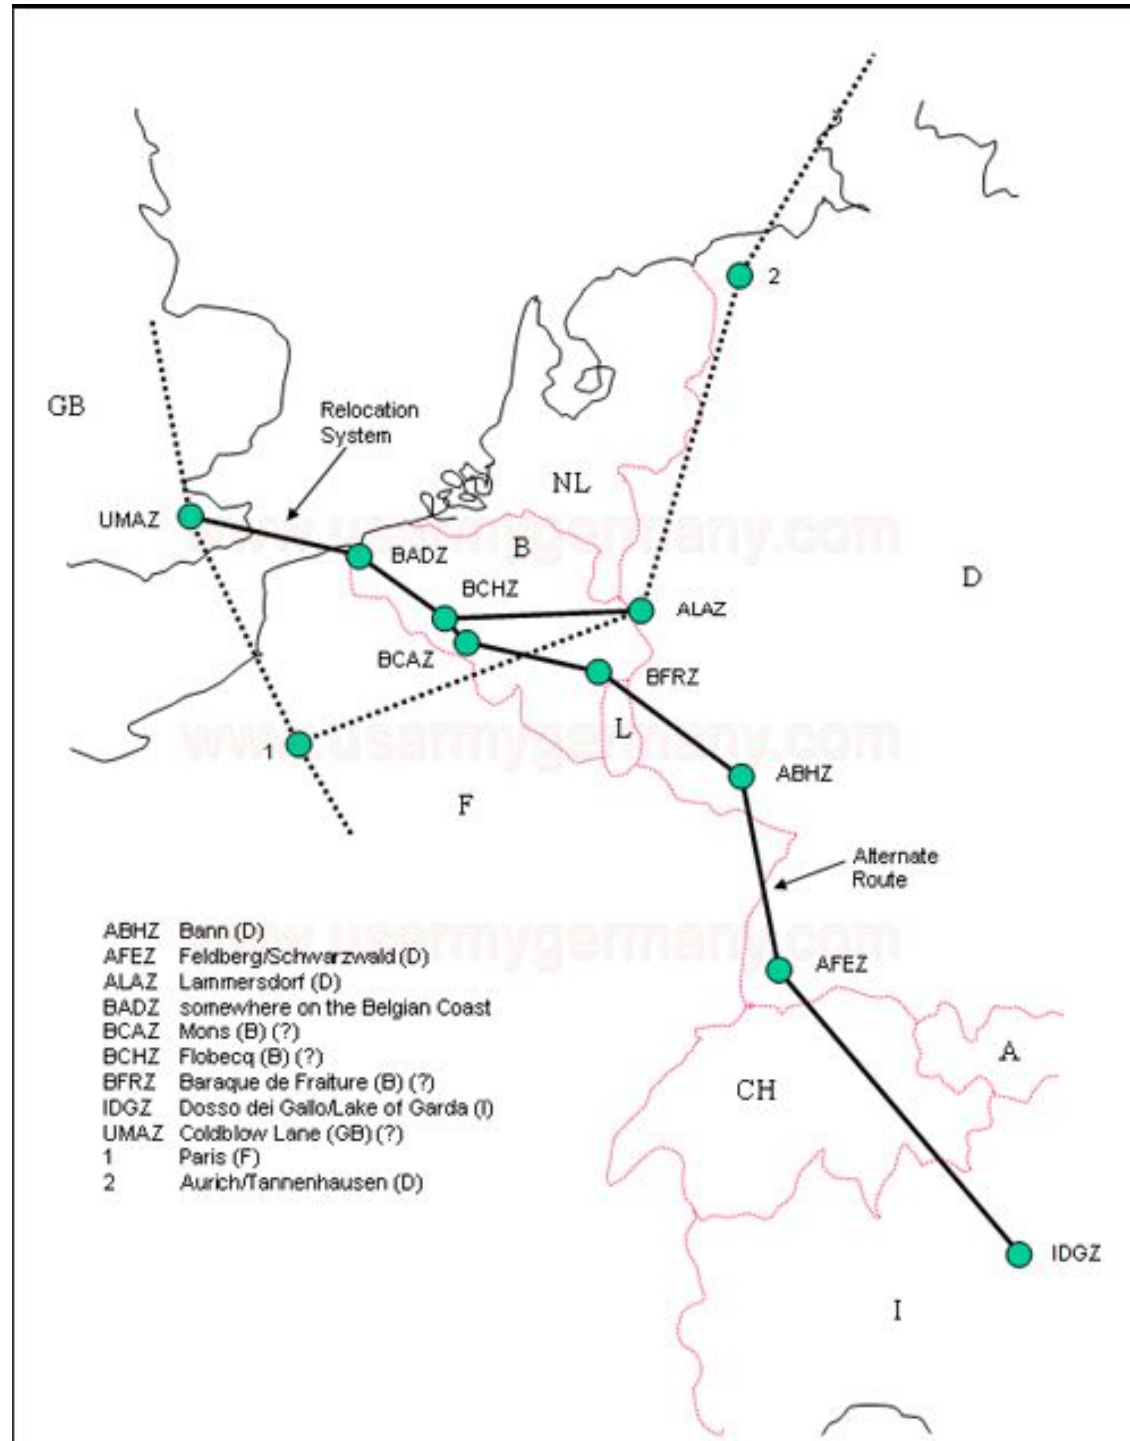 2
GB
Relocation
System
NL
UMAZ
www.usarmygermany.com
B
BADZ
D
BCHZ
ALAZ
BCAZ
BFRZ
L
www.usarmygermany.com
1
ABHZ
F
Alternate
Route
www.usarmygermany.com
AFEZ
ABHZ Bann (D)
AFEZ Feldberg/Schwarzwald (D)
ALAZ Lammersdorf (D)
BADZ somewhere on the Belgian Coast
BCAZ Mons (B) (?)
BCHZ Flobecq (B) (?)
BFRZ Baraque de Fraiture (B) (?)
IDGZ Dosso dei Gallo/Lake of Garda (I)
UMAZ Coldblow Lane (GB) (?)
1 Paris (F)
2 Aurich/Tannenhausen (D)
A
CH
IDGZ
I